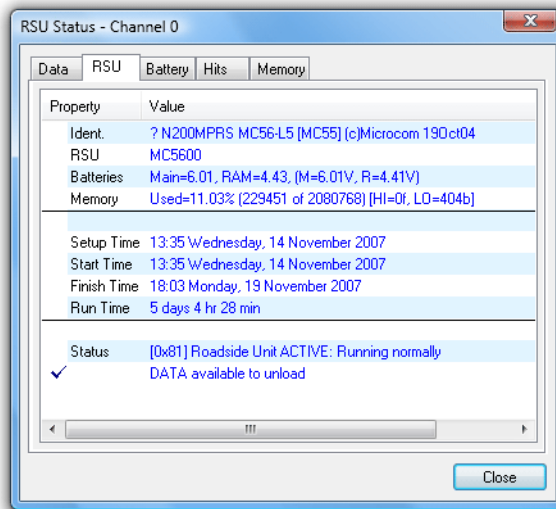 RSU Status - Channel 0
Data RSU Battery Hits Memory
Property Value
Ident. ? N200MPRS MC56-L5 [MC55] (c)Microcom 19Oct04
RSU MC5600
Batteries Main=6.01, RAM=4.43, (M=6.01V, R=4.41V)
Memory Used=11.03% (229451 of 2080768) [HI=0f, LO=404b]
Setup Time 13:35 Wednesday, 14 November 2007
Start Time 13:35 Wednesday, 14 November 2007
Finish Time 18:03 Monday, 19 November 2007
Run Time 5 days 4 hr 28 min
Status [0x81] Roadside Unit ACTIVE: Running normally
DATA available to unload
Close